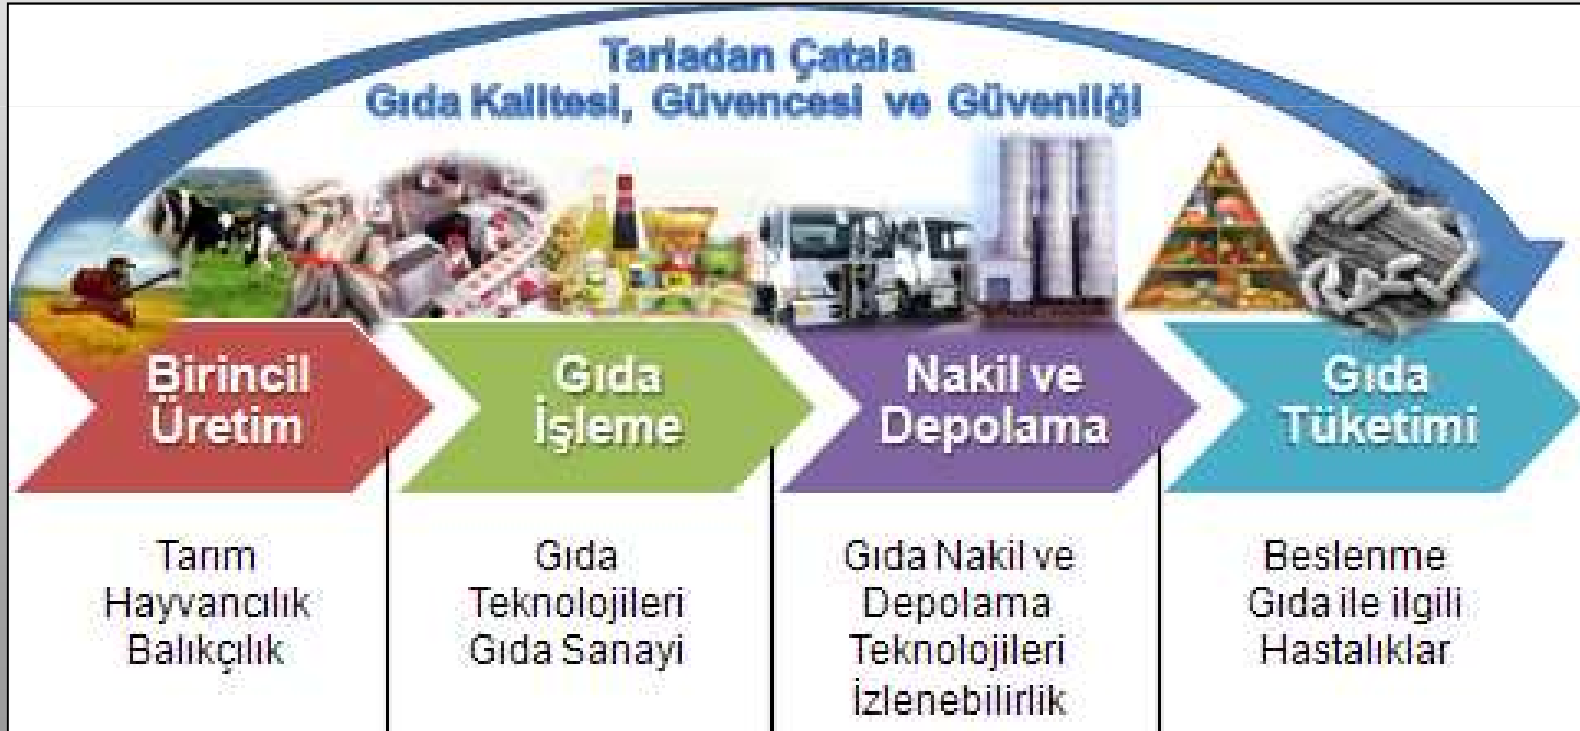 Tarladan Çatala
Gıda Kalitesi, Güvencesi ve Güvenilği
Birincil
Üretim
Gıda
İşleme
Nakil ve
Depolama
Gıda
Tüketimi
Tarım
Hayvancılık
Balıkçılık
Gıda
Teknolojileri
Gıda Sanayi
Gıda Nakil ve
Depolama
Teknolojileri
İzlenebilirlik
Beslenme
Gıda ile ilgili
Hastalıklar